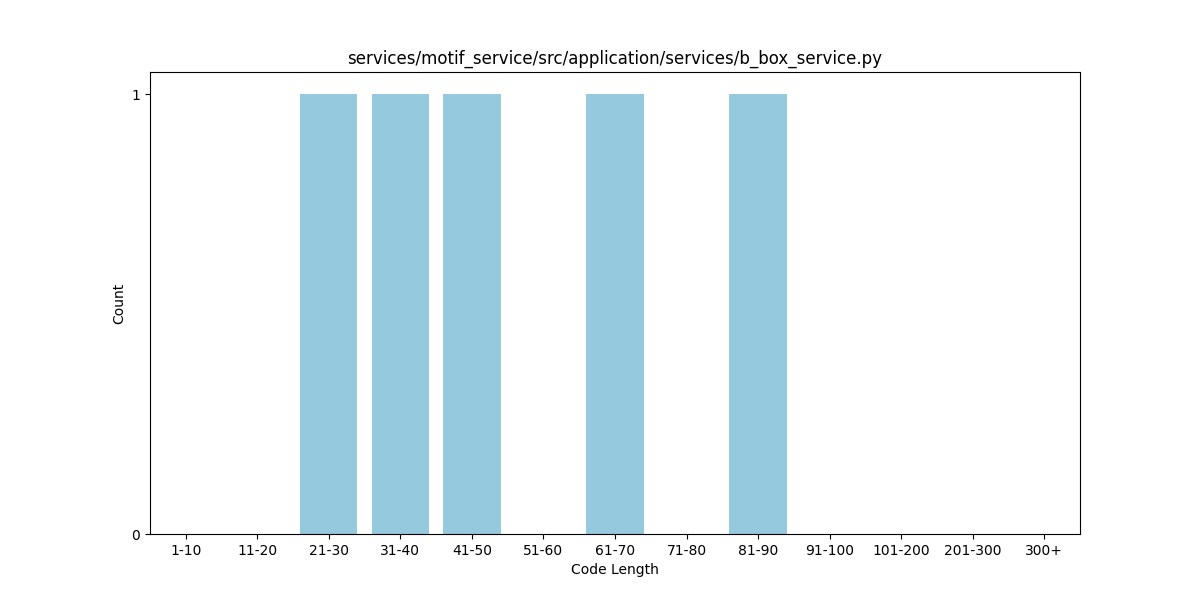 services/motif_service/src/application/services/b_box_service.py
1
Count
0
1-10 11-20 21-30 31-40 41-50 51-60 61-70 71-80 81-90 91-100 101-200 201-300 300+
Code Length